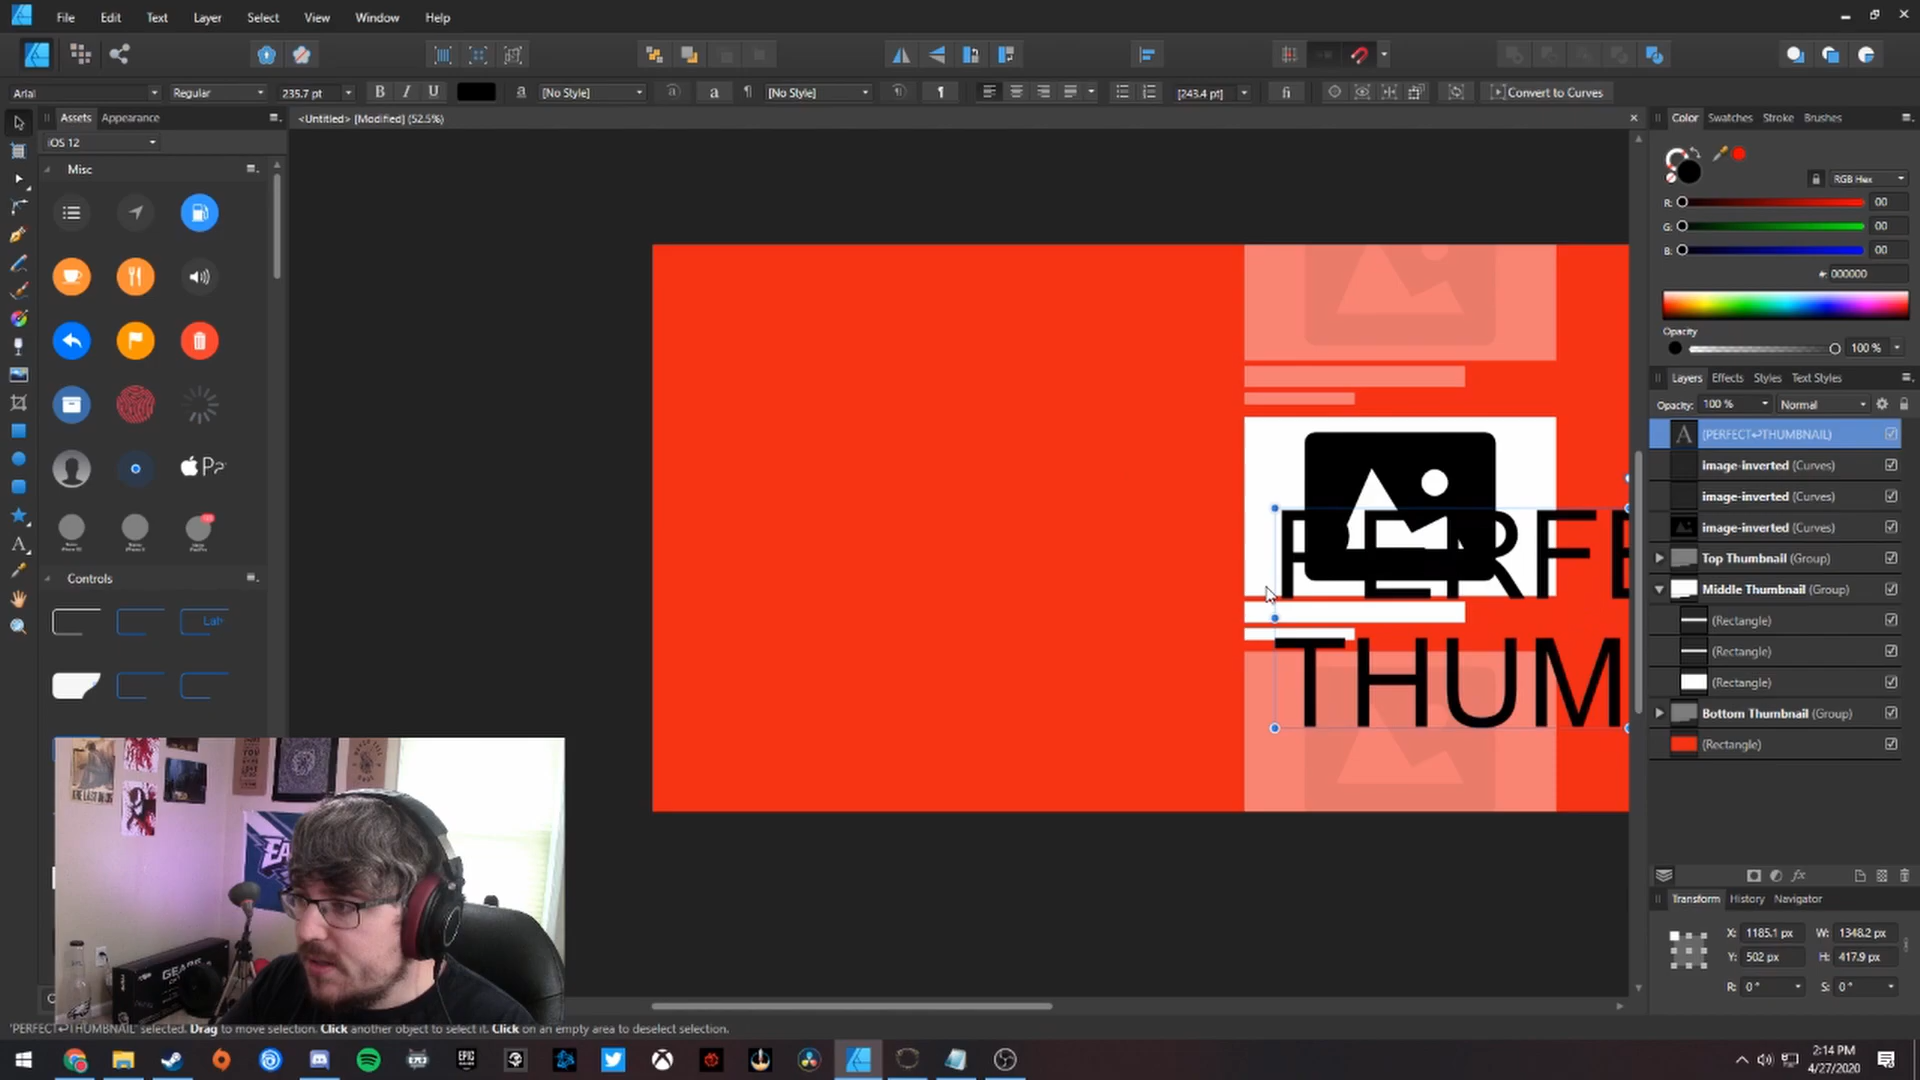 File Edit Text Layer Select View Window Help
Arial Regular 235.7 pt B I U a [No Style] a ¶ [No Style] ¶ [243.4 pt] fi Convert to Curves
Assets Appearance
<Untitled> [Modified] (52.5%)
iOS 12
Misc
Controls
PERFE
THUM
Color Swatches Stroke Brushes
RGB Hex
R: 00
G: 00
B: 00
#: 000000
Opacity
100 %
Layers Effects Styles Text Styles
Opacity: 100 % Normal
(PERFECT↩THUMBNAIL)
image-inverted (Curves)
image-inverted (Curves)
image-inverted (Curves)
Top Thumbnail (Group)
Middle Thumbnail (Group)
(Rectangle)
(Rectangle)
(Rectangle)
Bottom Thumbnail (Group)
(Rectangle)
fx
Transform History Navigator
X: 1185.1 px W: 1348.2 px
Y: 502 px H: 417.9 px
R: 0 ° S: 0 °
GEARS
'PERFECT↩THUMBNAIL' selected. Drag to move selection. Click another object to select it. Click on an empty area to deselect selection.
EPIC
2:14 PM
4/27/2020